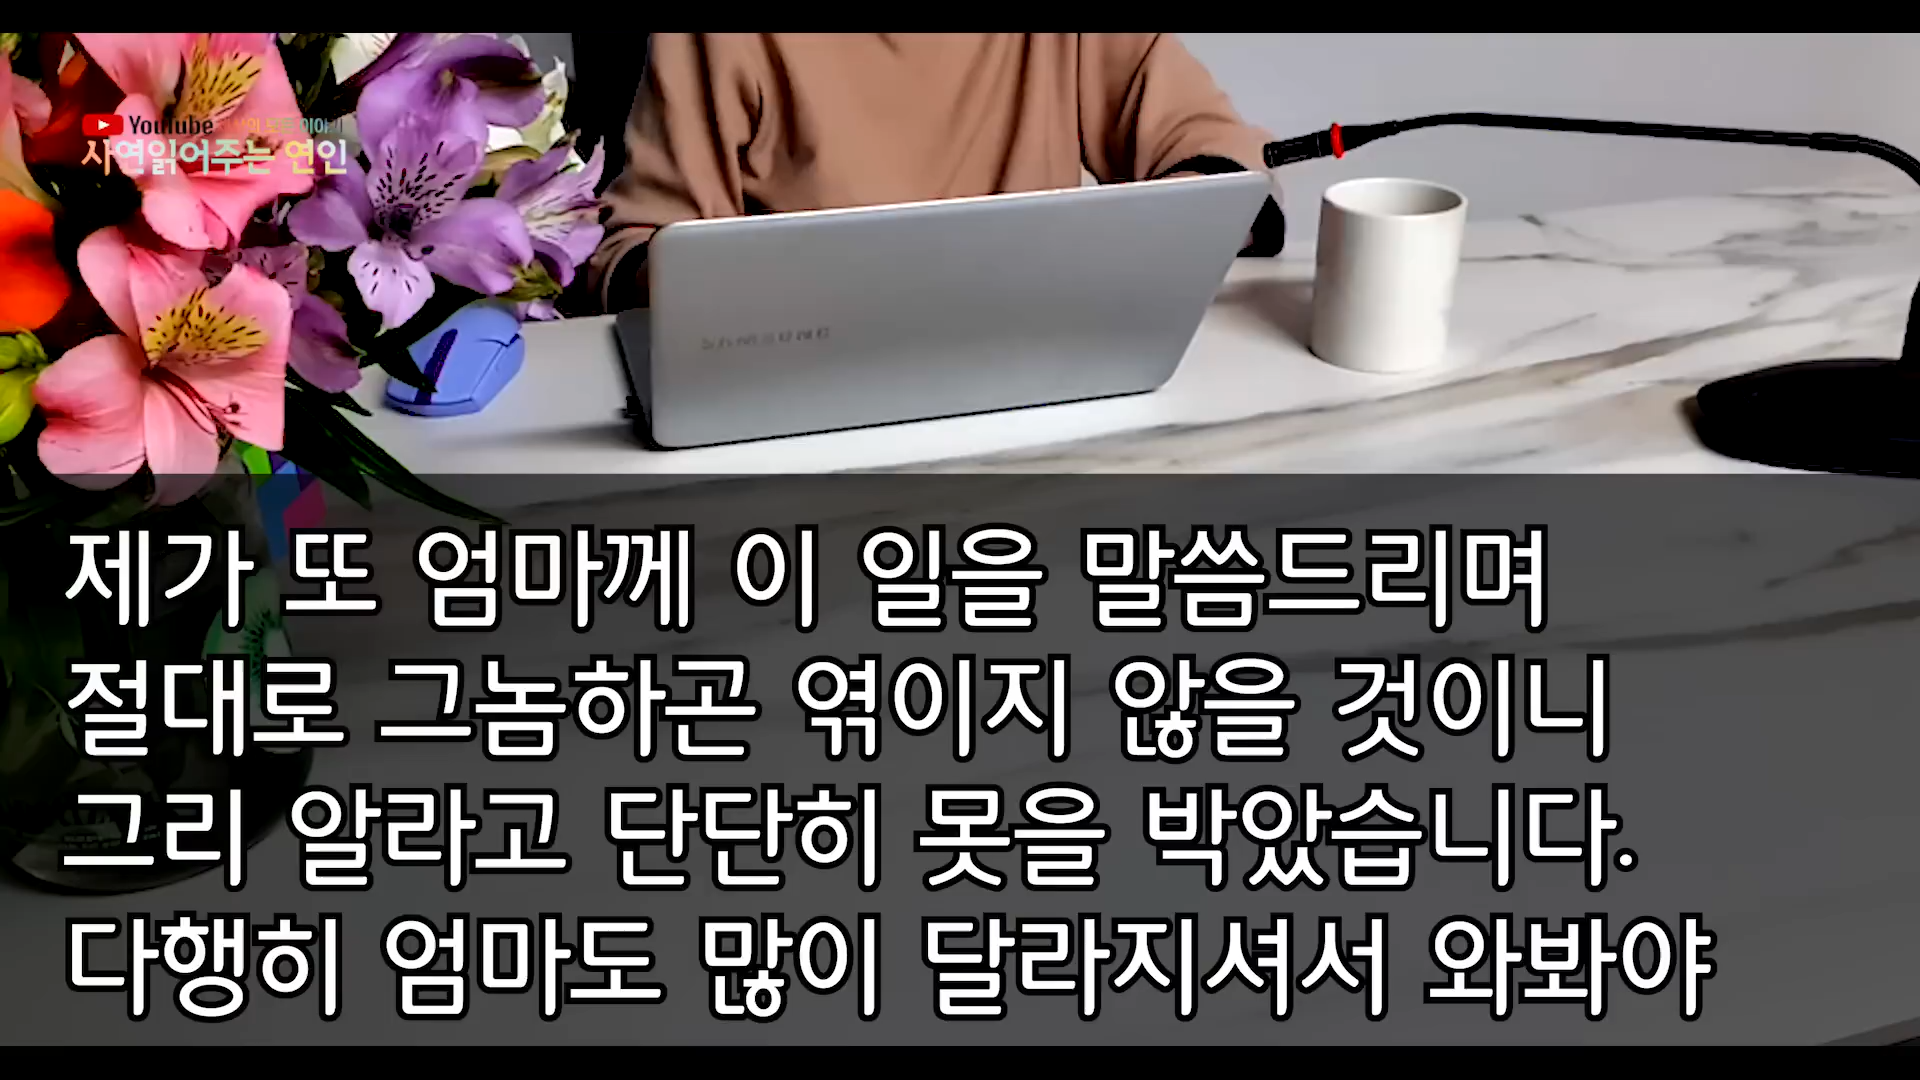 YouTube
사연읽어주는 연인
SAMSUNG
제가 또 엄마께 이 일을 말씀드리며
절대로 그놈하곤 엮이지 않을 것이니
그리 알라고 단단히 못을 박았습니다.
다행히 엄마도 많이 달라지셔서 와봐야